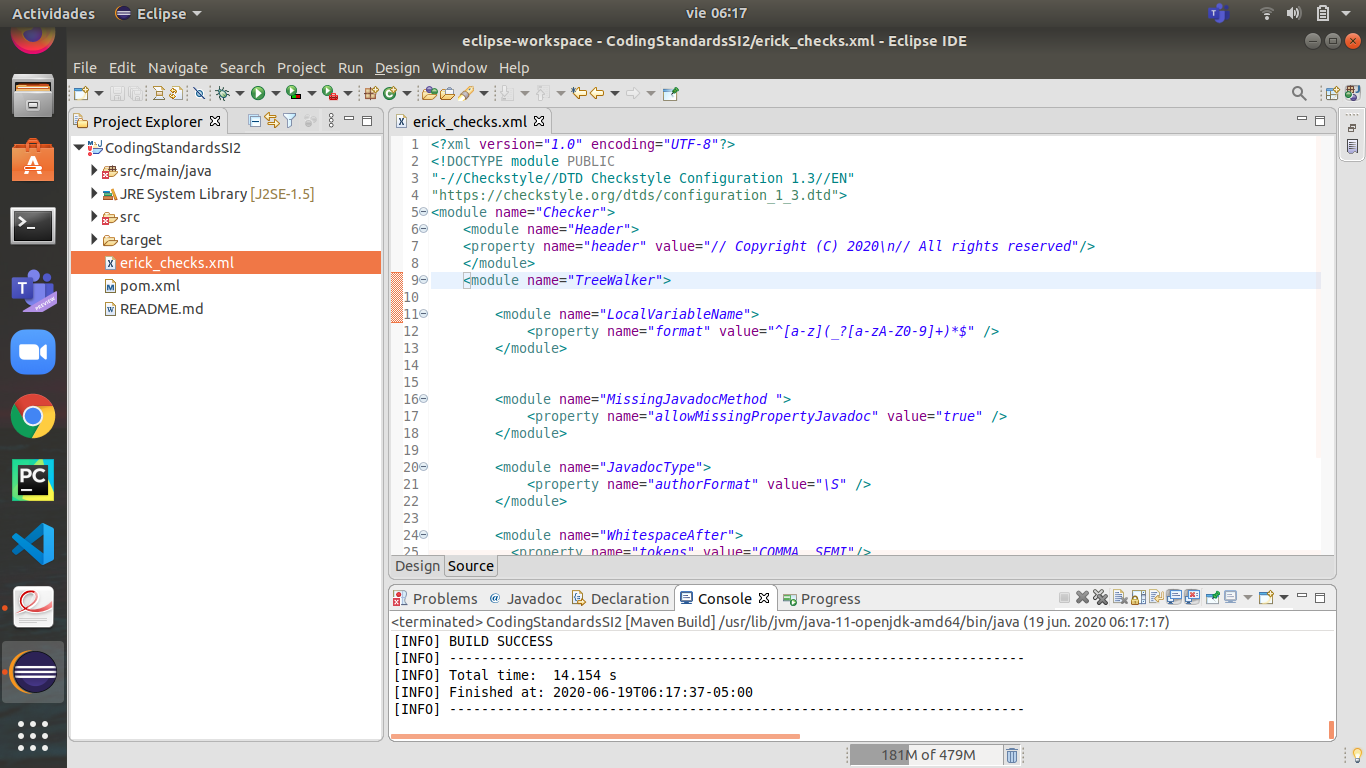 Actividades Eclipse vie 06:17
eclipse-workspace - CodingStandardsSI2/erick_checks.xml - Eclipse IDE
File Edit Navigate Search Project Run Design Window Help
Project Explorer
CodingStandardsSI2
src/main/java
JRE System Library [J2SE-1.5]
src
target
erick_checks.xml
pom.xml
README.md
erick_checks.xml
1 <?xml version="1.0" encoding="UTF-8"?>
2 <!DOCTYPE module PUBLIC
3 "-//Checkstyle//DTD Checkstyle Configuration 1.3//EN"
4 "https://checkstyle.org/dtds/configuration_1_3.dtd">
5 <module name="Checker">
6 <module name="Header">
7 <property name="header" value="// Copyright (C) 2020\n// All rights reserved"/>
8 </module>
9 <module name="TreeWalker">
10
11 <module name="LocalVariableName">
12 <property name="format" value="^[a-z](_?[a-zA-Z0-9]+)*$" />
13 </module>
14
15
16 <module name="MissingJavadocMethod ">
17 <property name="allowMissingPropertyJavadoc" value="true" />
18 </module>
19
20 <module name="JavadocType">
21 <property name="authorFormat" value="\S" />
22 </module>
23
24 <module name="WhitespaceAfter">
25 <property name="tokens" value="COMMA, SEMI"/>
Design Source
Problems @ Javadoc Declaration Console Progress
<terminated> CodingStandardsSI2 [Maven Build] /usr/lib/jvm/java-11-openjdk-amd64/bin/java (19 jun. 2020 06:17:17)
[INFO] BUILD SUCCESS
[INFO] ------------------------------------------------------------------------
[INFO] Total time:  14.154 s
[INFO] Finished at: 2020-06-19T06:17:37-05:00
[INFO] ------------------------------------------------------------------------
181M of 479M
PC
PREVIEW